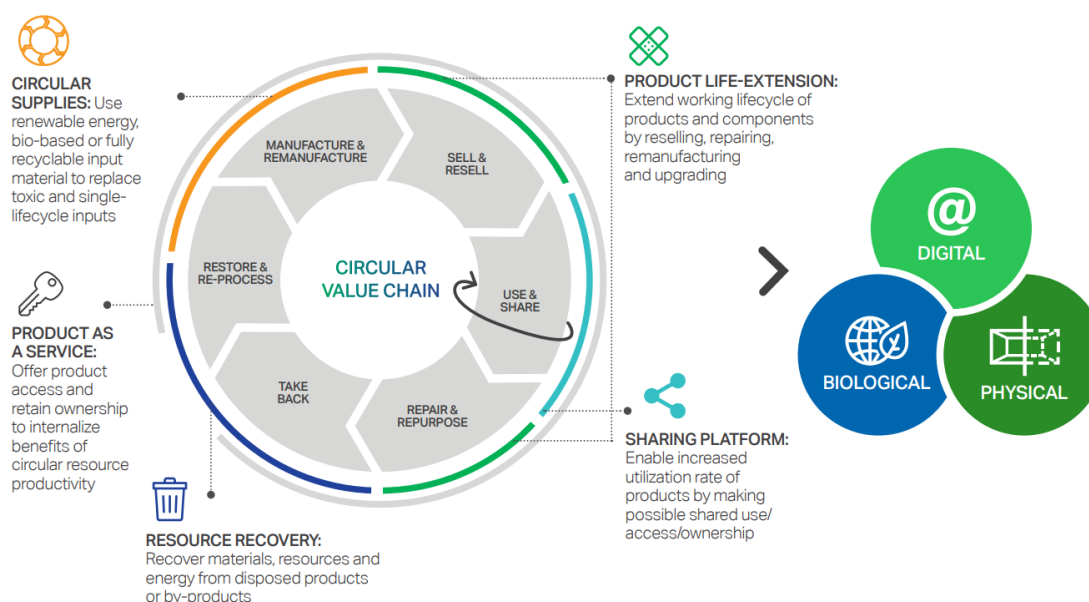 CIRCULAR
SUPPLIES: Use
renewable energy,
bio-based or fully
recyclable input
material to replace
toxic and single-
lifecycle inputs
PRODUCT AS
A SERVICE:
Offer product
access and
retain ownership
to internalize
benefits of
circular resource
productivity
RESOURCE RECOVERY:
Recover materials, resources and
energy from disposed products
or by-products
MANUFACTURE &
REMANUFACTURE
SELL &
RESELL
USE &
SHARE
REPAIR &
REPURPOSE
TAKE
BACK
RESTORE &
RE-PROCESS
CIRCULAR
VALUE CHAIN
PRODUCT LIFE-EXTENSION:
Extend working lifecycle of
products and components
by reselling, repairing,
remanufacturing
and upgrading
SHARING PLATFORM:
Enable increased
utilization rate of
products by making
possible shared use/
access/ownership
@
DIGITAL
BIOLOGICAL
PHYSICAL